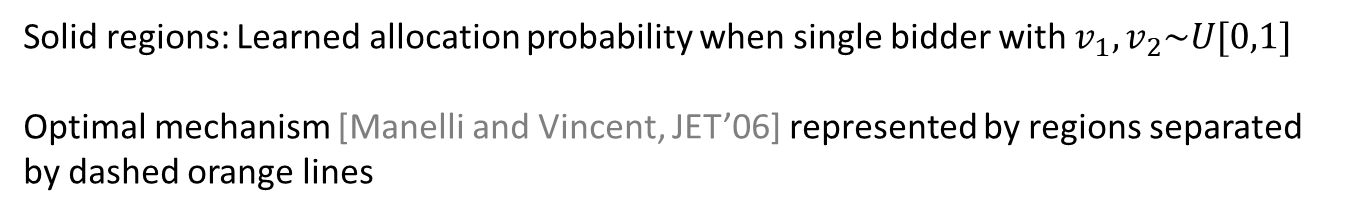 Solid regions: Learned allocation probability when single bidder with 𝑣₁, 𝑣₂~𝑈[0,1]
Optimal mechanism [Manelli and Vincent, JET’06] represented by regions separated
by dashed orange lines